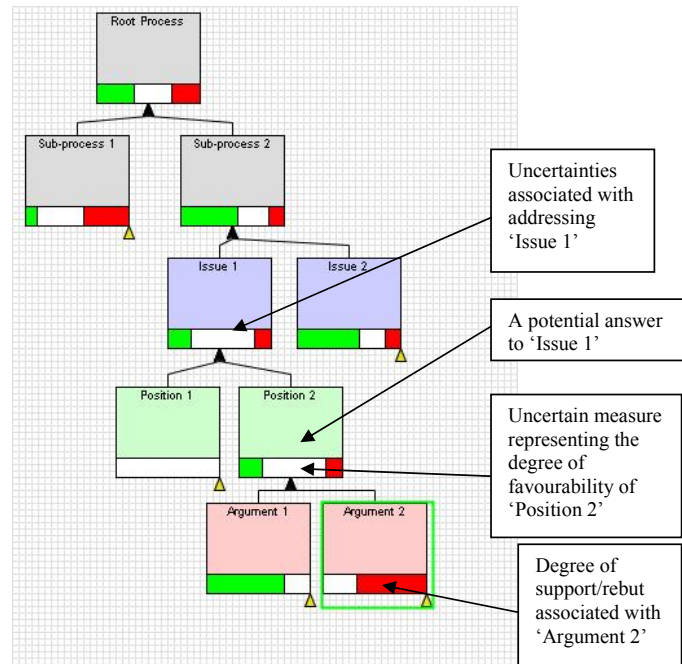 Root Process
Sub-process 1
Sub-process 2
Uncertainties
associated with
addressing
‘Issue 1’
Issue 1
Issue 2
A potential answer
to ‘Issue 1’
Position 1
Position 2
Uncertain measure
representing the
degree of
favourability of
‘Position 2’
Argument 1
Argument 2
Degree of
support/rebut
associated with
‘Argument 2’